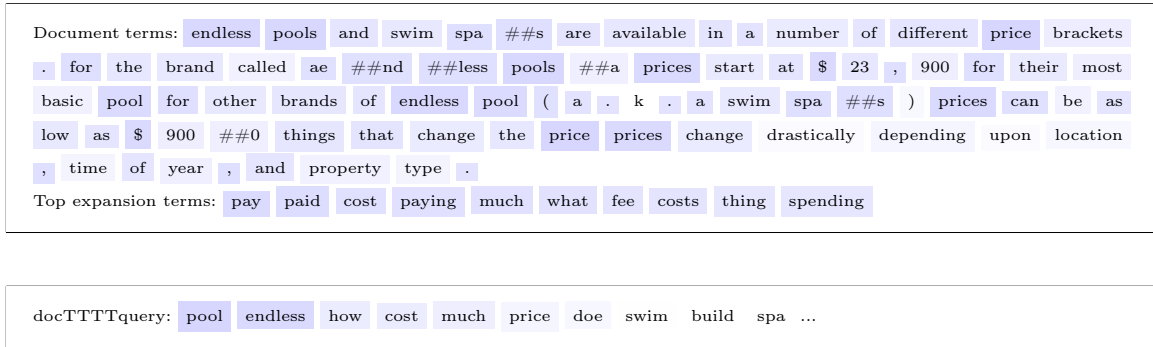 Document terms: endless pools and swim spa ##s are available in a number of different price brackets
. for the brand called ae ##nd ##less pools ##a prices start at $ 23 , 900 for their most
basic pool for other brands of endless pool ( a . k . a swim spa ##s ) prices can be as
low as $ 900 ##0 things that change the price prices change drastically depending upon location
, time of year , and property type .
Top expansion terms: pay paid cost paying much what fee costs thing spending
docTTTTquery: pool endless how cost much price doe swim build spa ...